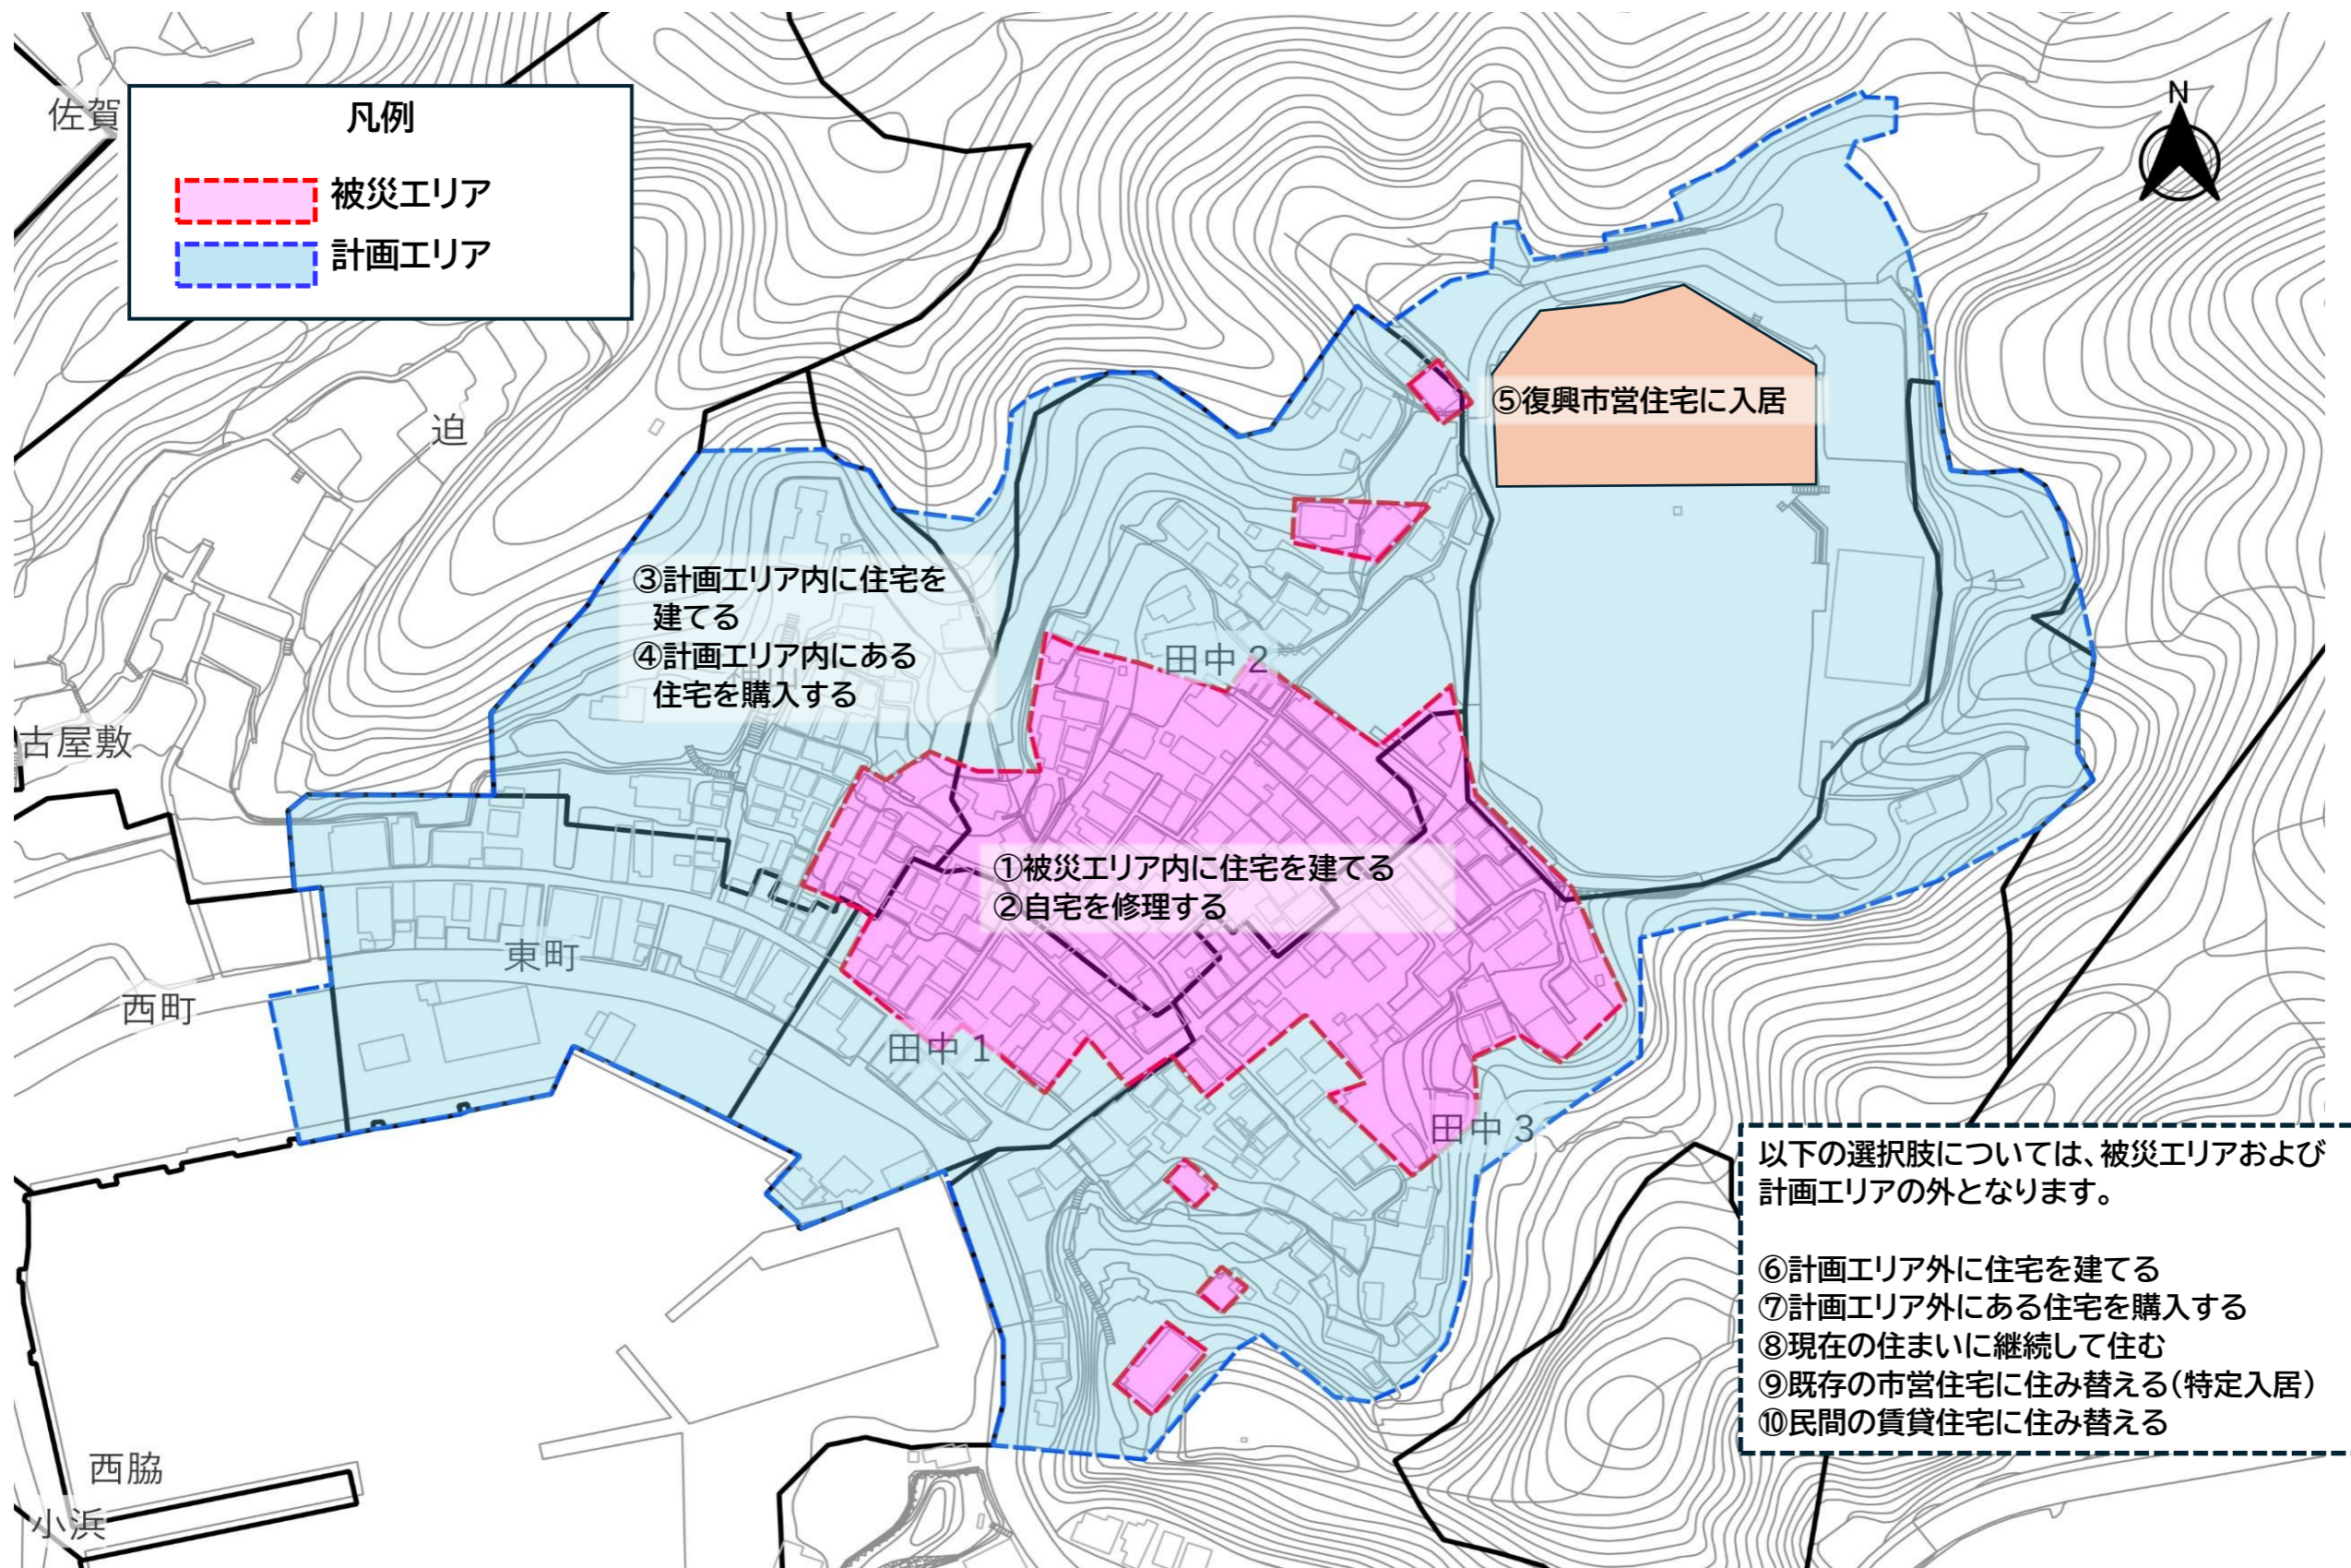 N
佐賀
凡例
被災エリア
計画エリア
迫
⑤復興市営住宅に入居
③計画エリア内に住宅を
建てる
④計画エリア内にある
住宅を購入する
田中２
古屋敷
①被災エリア内に住宅を建てる
②自宅を修理する
東町
西町
田中１
田中３
以下の選択肢については、被災エリアおよび
計画エリアの外となります。
⑥計画エリア外に住宅を建てる
⑦計画エリア外にある住宅を購入する
⑧現在の住まいに継続して住む
⑨既存の市営住宅に住み替える（特定入居）
⑩民間の賃貸住宅に住み替える
西脇
小浜